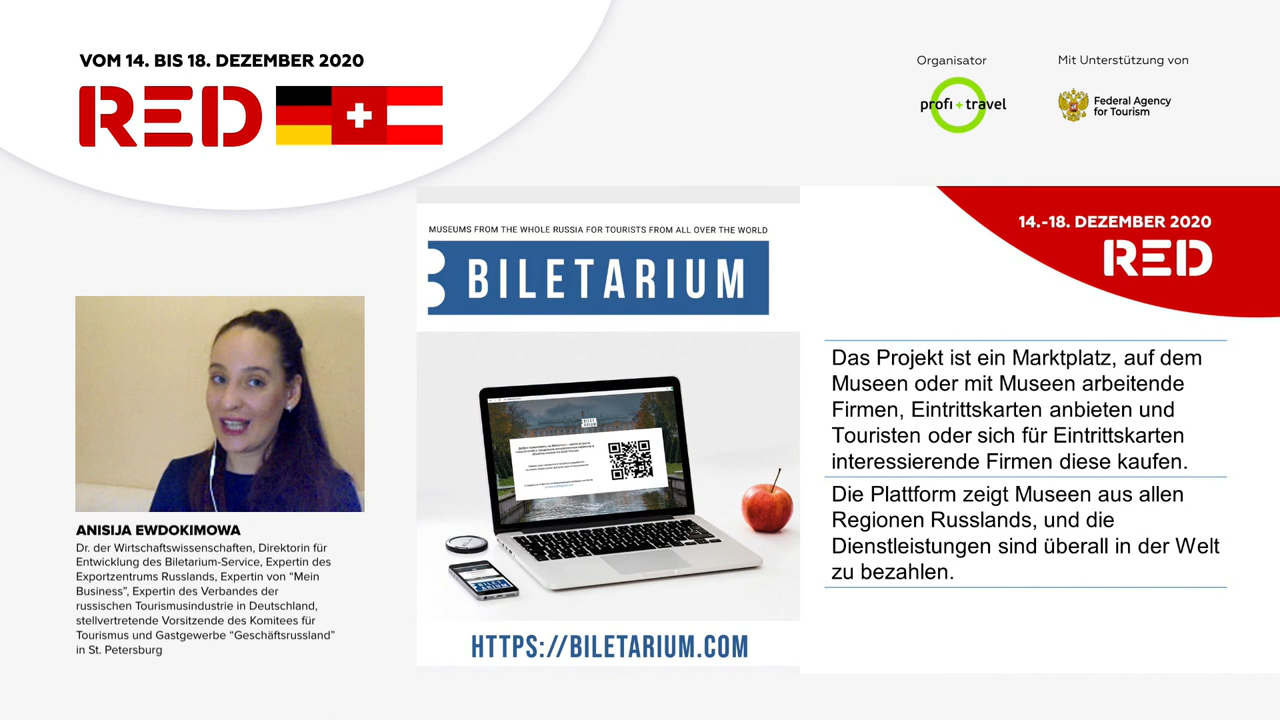 VOM 14. BIS 18. DEZEMBER 2020
RED
Organisator
profi + travel
Mit Unterstützung von
Federal Agency
for Tourism
MUSEUMS FROM THE WHOLE RUSSIA FOR TOURISTS FROM ALL OVER THE WORLD
BILETARIUM
HTTPS://BILETARIUM.COM
14.-18. DEZEMBER 2020
RED
Das Projekt ist ein Marktplatz, auf dem
Museen oder mit Museen arbeitende
Firmen, Eintrittskarten anbieten und
Touristen oder sich für Eintrittskarten
interessierende Firmen diese kaufen.
Die Plattform zeigt Museen aus allen
Regionen Russlands, und die
Dienstleistungen sind überall in der Welt
zu bezahlen.
ANISIJA EWDOKIMOWA
Dr. der Wirtschaftswissenschaften, Direktorin für
Entwicklung des Biletarium-Service, Expertin des
Exportzentrums Russlands, Expertin von “Mein
Business”, Expertin des Verbandes der
russischen Tourismusindustrie in Deutschland,
stellvertretende Vorsitzende des Komitees für
Tourismus und Gastgewerbe “Geschäftsrussland”
in St. Petersburg